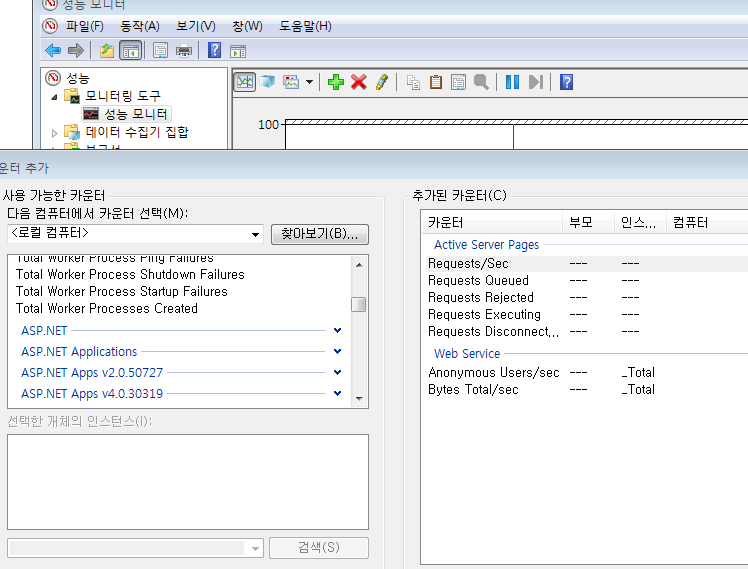 성능 모니터
파일(F) 동작(A) 보기(V) 창(W) 도움말(H)
성능
모니터링 도구
성능 모니터
데이터 수집기 집합
100
운터 추가
사용 가능한 카운터
다음 컴퓨터에서 카운터 선택(M):
<로컬 컴퓨터>
찾아보기(B)...
Total Worker Process Ping Failures
Total Worker Process Shutdown Failures
Total Worker Process Startup Failures
Total Worker Processes Created
ASP.NET
ASP.NET Applications
ASP.NET Apps v2.0.50727
ASP.NET Apps v4.0.30319
선택한 개체의 인스턴스(I):
검색(S)
추가된 카운터(C)
카운터 부모 인스... 컴퓨터
Active Server Pages
Requests/Sec --- ---
Requests Queued --- ---
Requests Rejected --- ---
Requests Executing --- ---
Requests Disconnect... --- ---
Web Service
Anonymous Users/sec --- _Total
Bytes Total/sec --- _Total